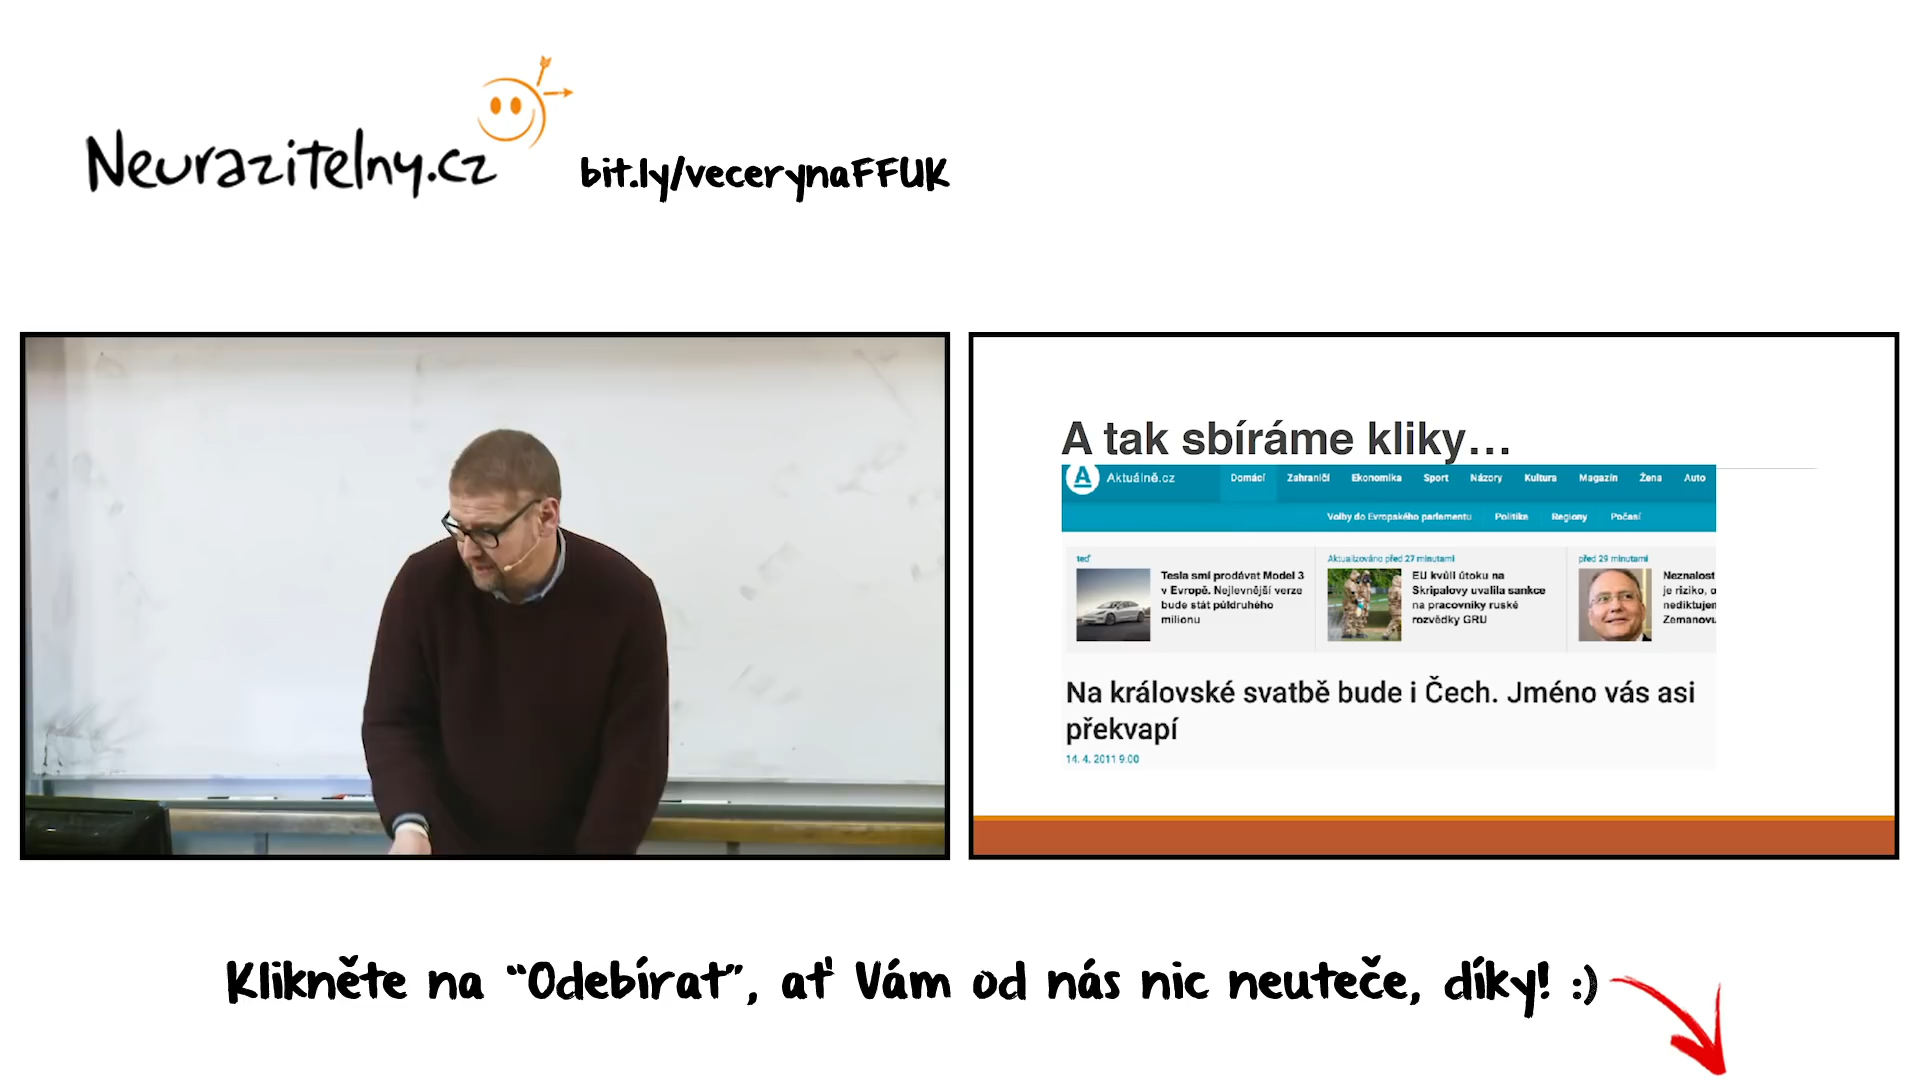 Neurazitelny.cz
bit.ly/vecerynaFFUK
A tak sbíráme kliky...
Aktuálně.cz
Domácí Zahraničí Ekonomika Sport Názory Kultura Magazín Žena Auto
Volby do Evropského parlamentu Politika Regiony Počasí
teď
Tesla smí prodávat Model 3
v Evropě. Nejlevnější verze
bude stát půldruhého
milionu
Aktualizováno před 27 minutami
EU kvůli útoku na
Skripalovy uvalila sankce
na pracovníky ruské
rozvědky GRU
před 29 minutami
Neznalost
je riziko, o
nediktujem
Zemanovu
Na královské svatbě bude i Čech. Jméno vás asi
překvapí
14. 4. 2011 9:00
Klikněte na "Odebírat", ať Vám od nás nic neuteče, díky! :)